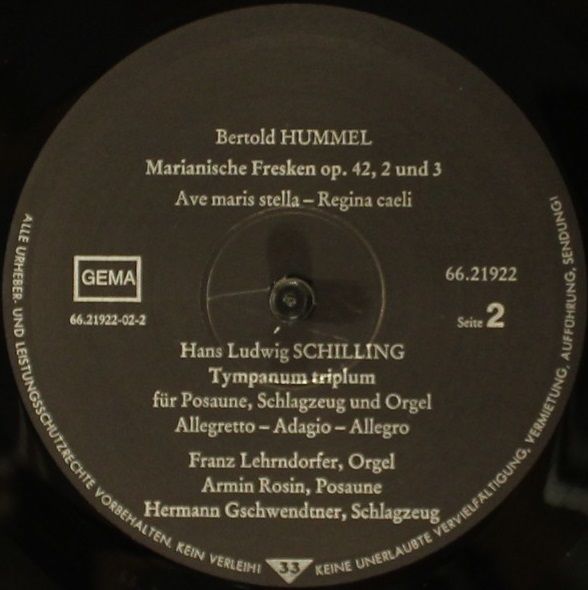 Bertold HUMMEL
Marianische Fresken op. 42, 2 und 3
Ave maris stella – Regina caeli
GEMA
66.21922-02-2
66.21922
Seite 2
Hans Ludwig SCHILLING
Tympanum triplum
für Posaune, Schlagzeug und Orgel
Allegretto – Adagio – Allegro
Franz Lehrndorfer, Orgel
Armin Rosin, Posaune
Hermann Gschwendtner, Schlagzeug
ALLE URHEBER- UND LEISTUNGSSCHUTZRECHTE VORBEHALTEN. KEIN VERLEIH! KEINE UNERLAUBTE VERVIELFÄLTIGUNG, VERMIETUNG, AUFFÜHRUNG, SENDUNG!
33